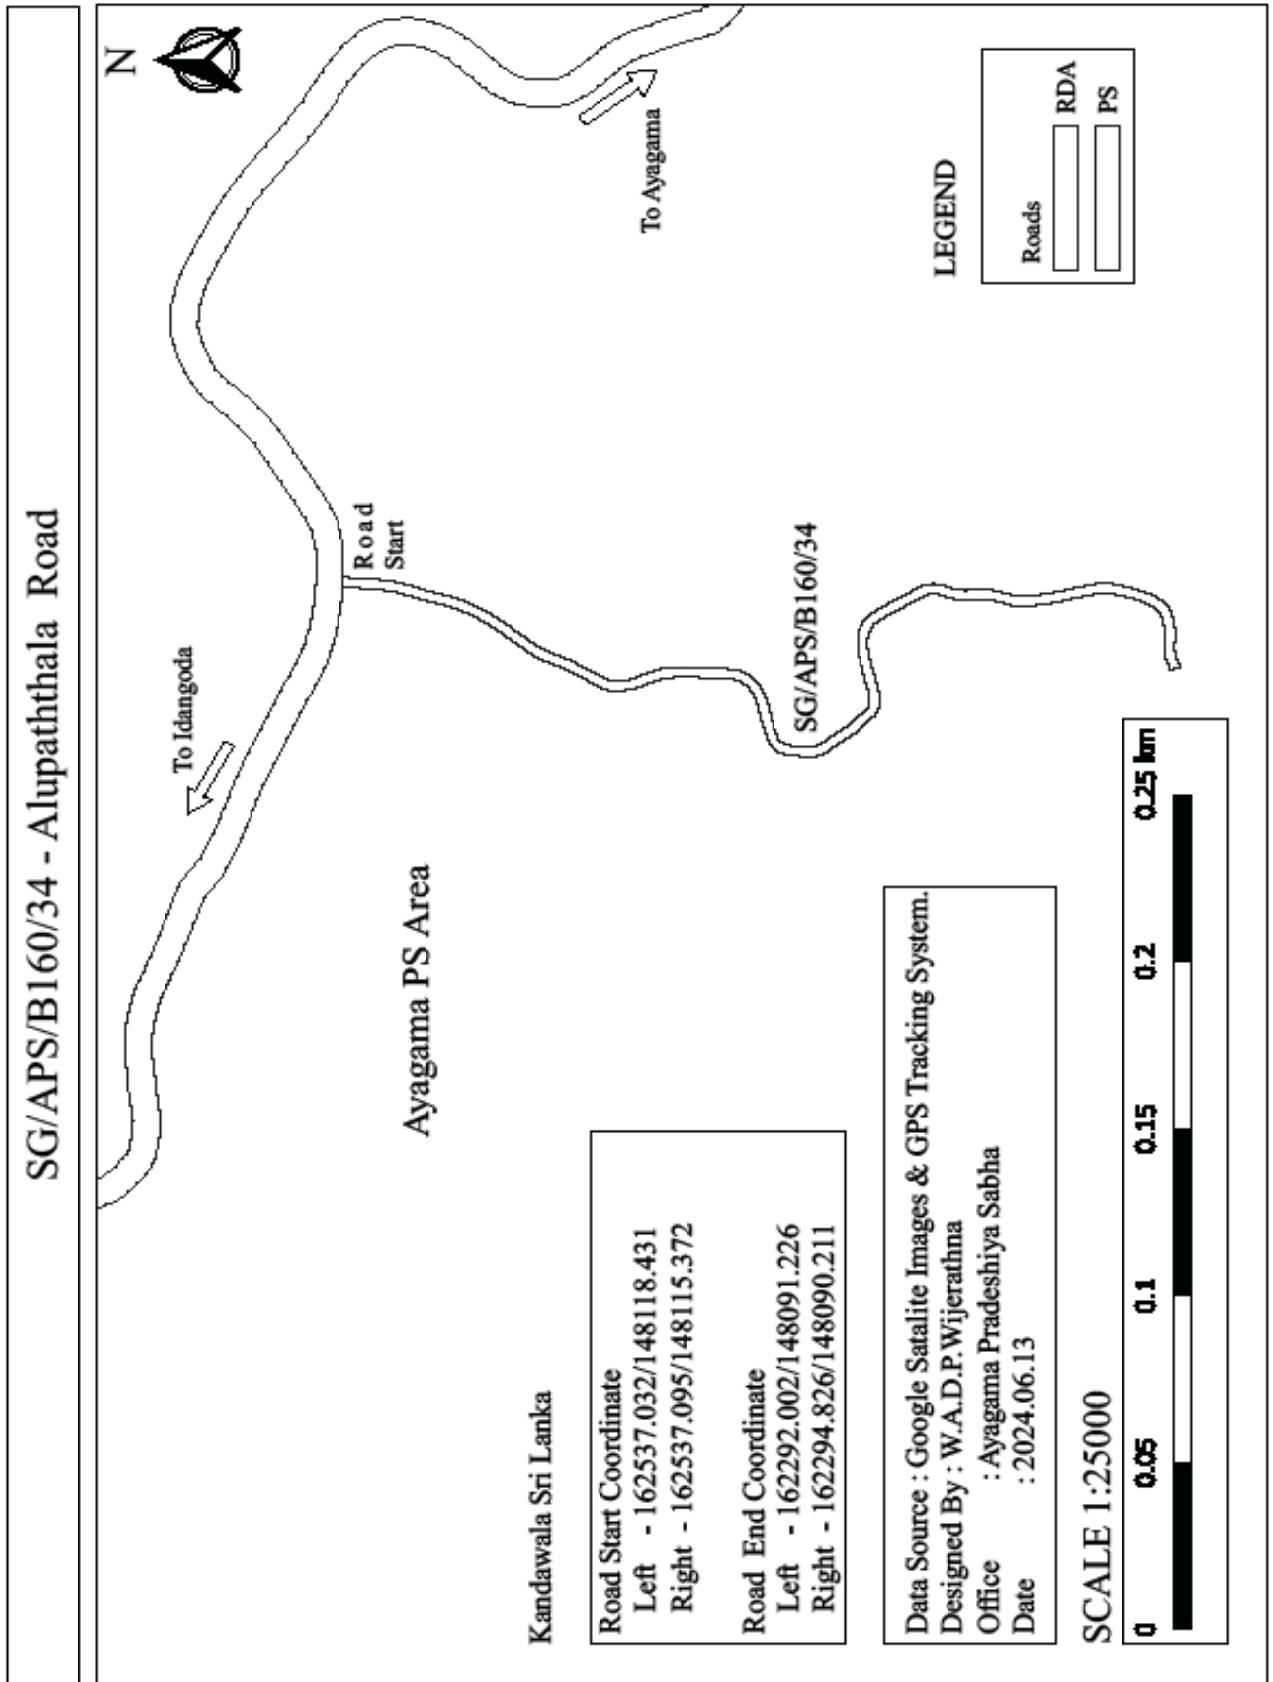 SG/APS/B160/34 - Alupaththala Road
N
To Idangoda
Road
Start
To Ayagama
Ayagama PS Area
SG/APS/B160/34
Kandawala Sri Lanka
Road Start Coordinate
Left - 162537.032/148118.431
Right - 162537.095/148115.372
Road End Coordinate
Left - 162292.002/148091.226
Right - 162294.826/148090.211
Data Source : Google Satalite Images & GPS Tracking System.
Designed By : W.A.D.P.Wijerathna
Office : Ayagama Pradeshiya Sabha
Date : 2024.06.13
SCALE 1:25000
0 0.05 0.1 0.15 0.2 0.25 km
LEGEND
Roads
RDA
PS